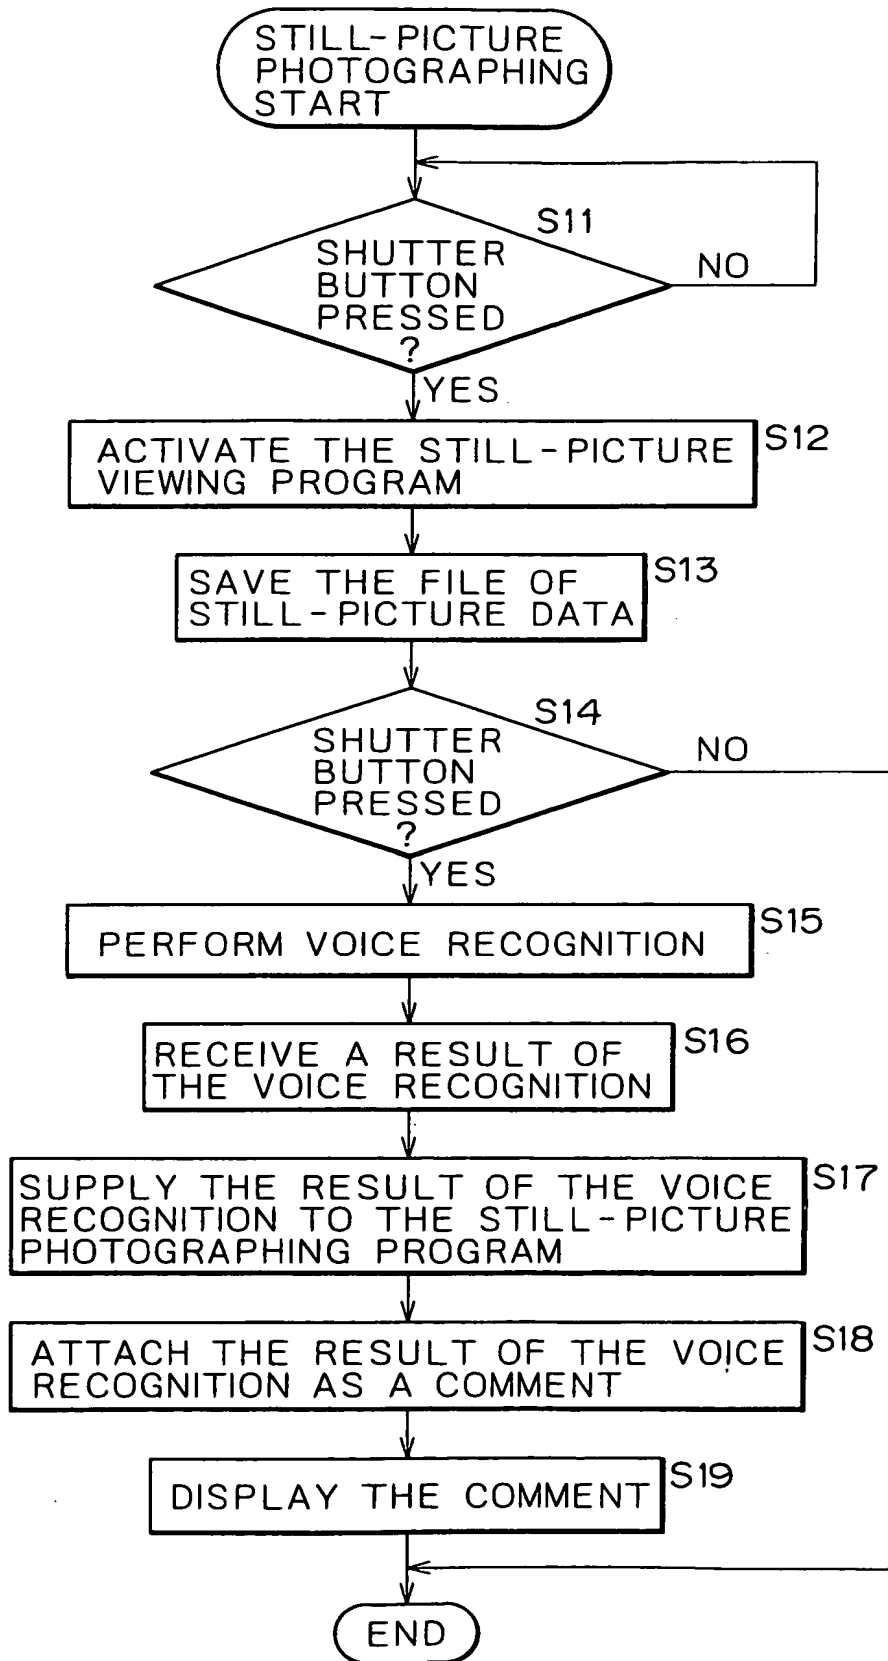 STILL-PICTURE
PHOTOGRAPHING
START
S11
SHUTTER
BUTTON
PRESSED
?
NO
YES
S12
ACTIVATE THE STILL-PICTURE
VIEWING PROGRAM
S13
SAVE THE FILE OF
STILL-PICTURE DATA
S14
SHUTTER
BUTTON
PRESSED
?
NO
YES
S15
PERFORM VOICE RECOGNITION
S16
RECEIVE A RESULT OF
THE VOICE RECOGNITION
S17
SUPPLY THE RESULT OF THE VOICE
RECOGNITION TO THE STILL-PICTURE
PHOTOGRAPHING PROGRAM
S18
ATTACH THE RESULT OF THE VOICE
RECOGNITION AS A COMMENT
S19
DISPLAY THE COMMENT
END